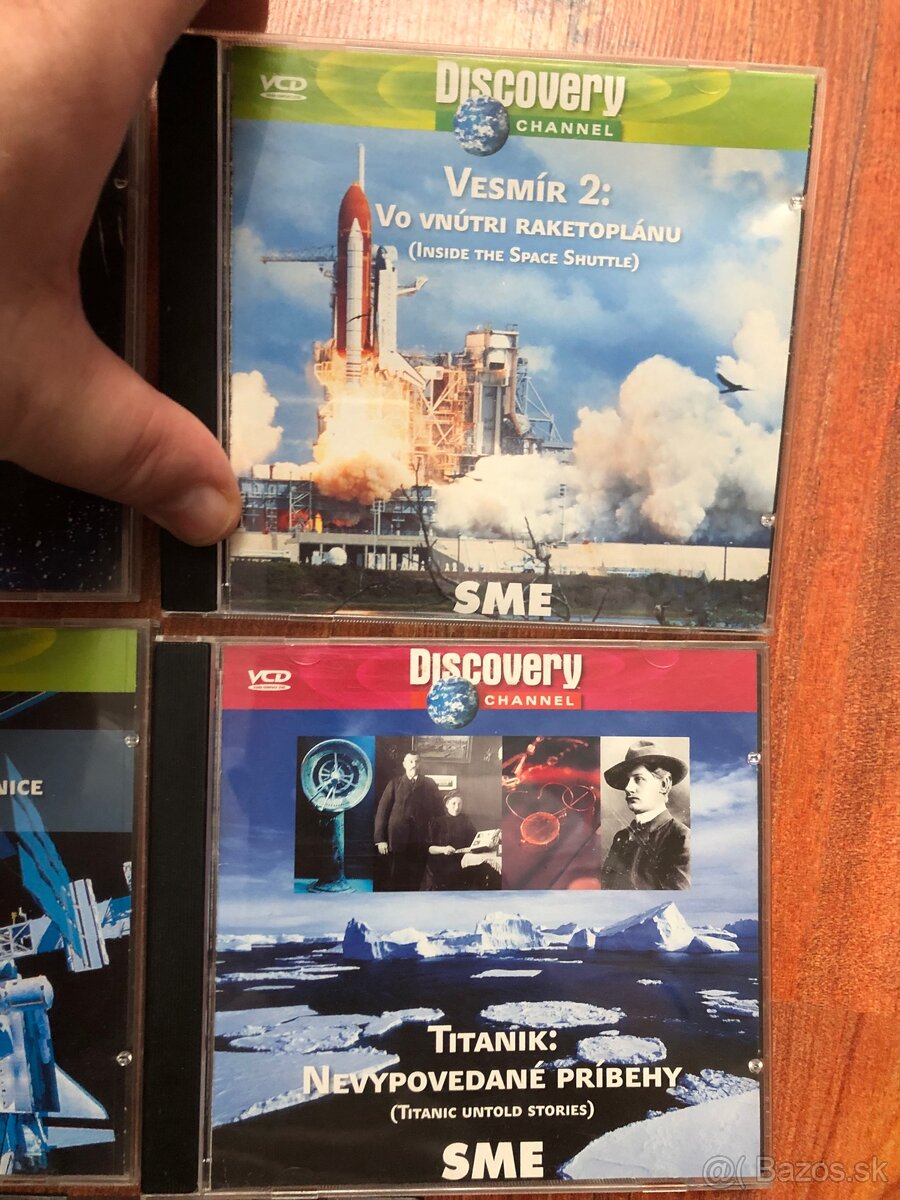 VCD
Discovery
CHANNEL
Vesmír 2:
Vo vnútri raketoplánu
(Inside the Space Shuttle)
SME
NICE
VCD
Discovery
CHANNEL
Titanik:
Nevypovedané príbehy
(Titanic untold stories)
SME
Bazos.sk